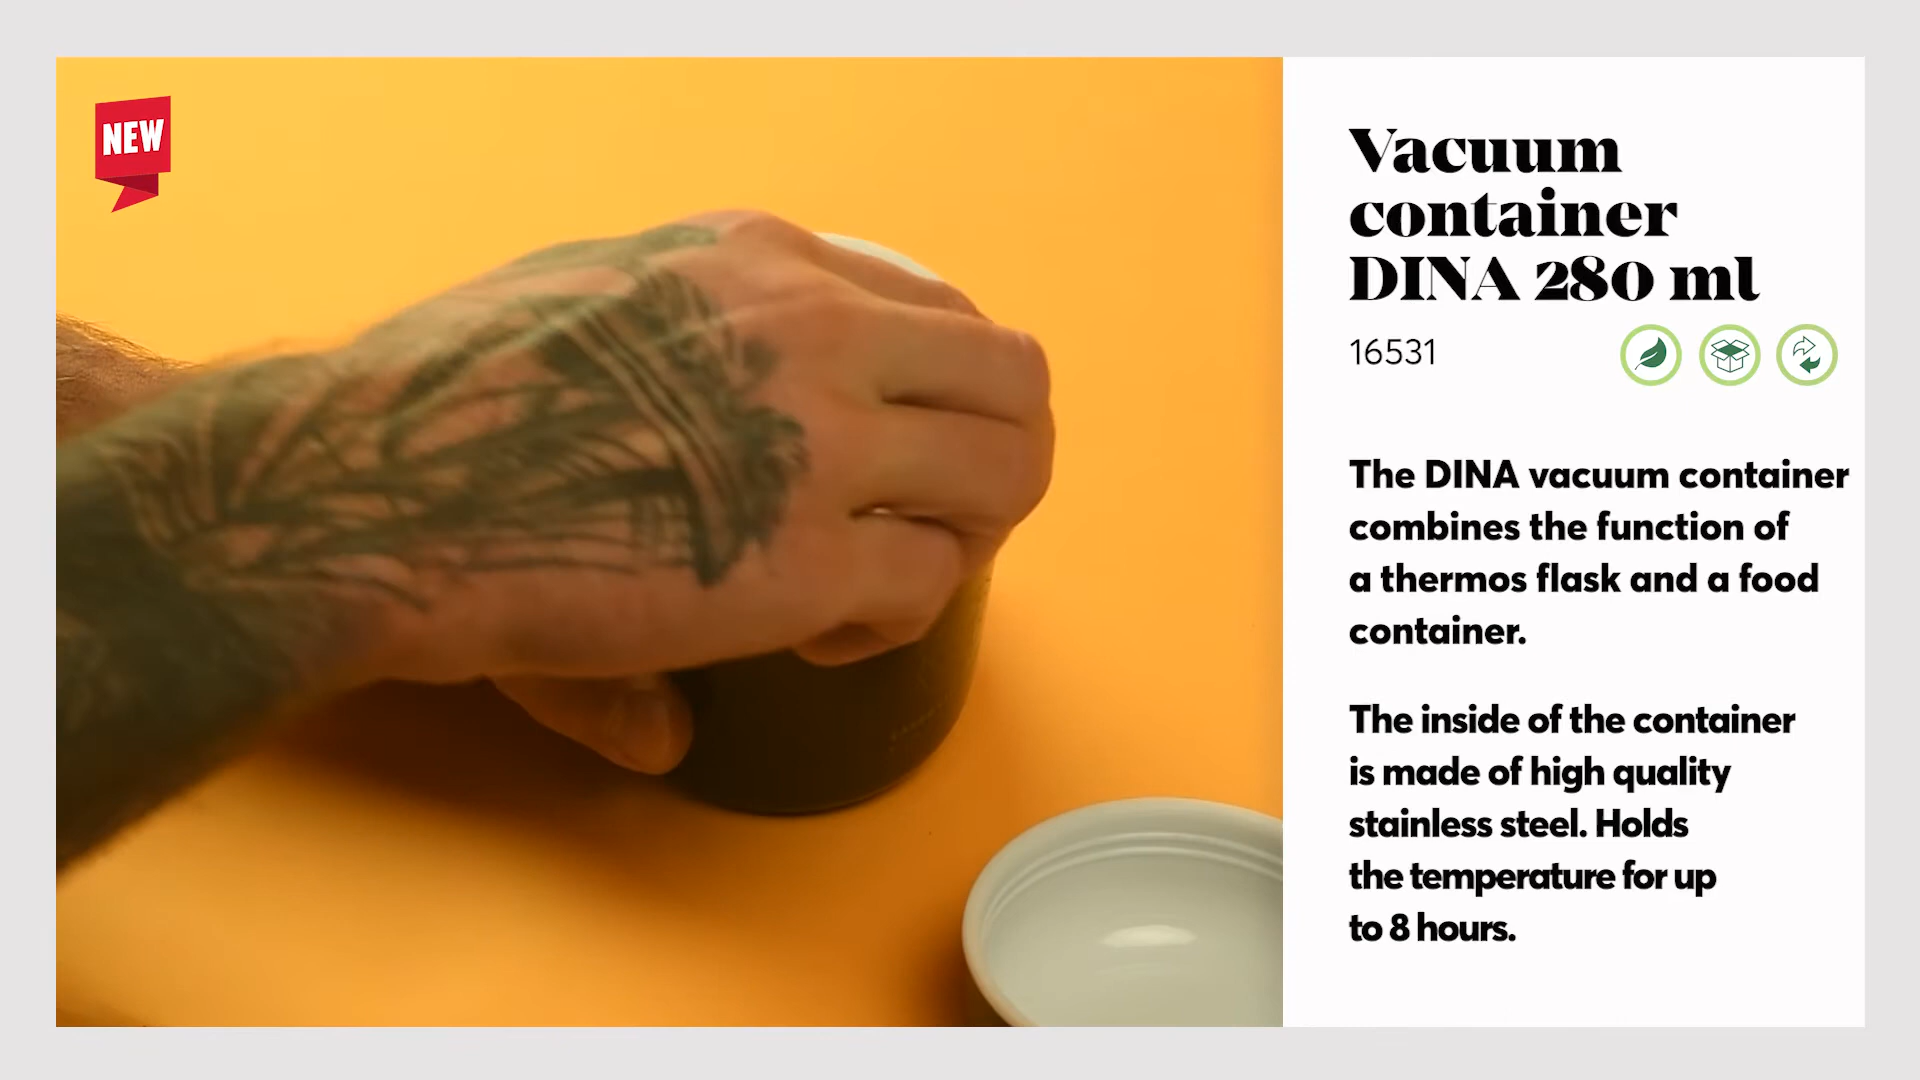 NEW
Vacuum
container
DINA 280 ml
16531
The DINA vacuum container
combines the function of
a thermos flask and a food
container.
The inside of the container
is made of high quality
stainless steel. Holds
the temperature for up
to 8 hours.